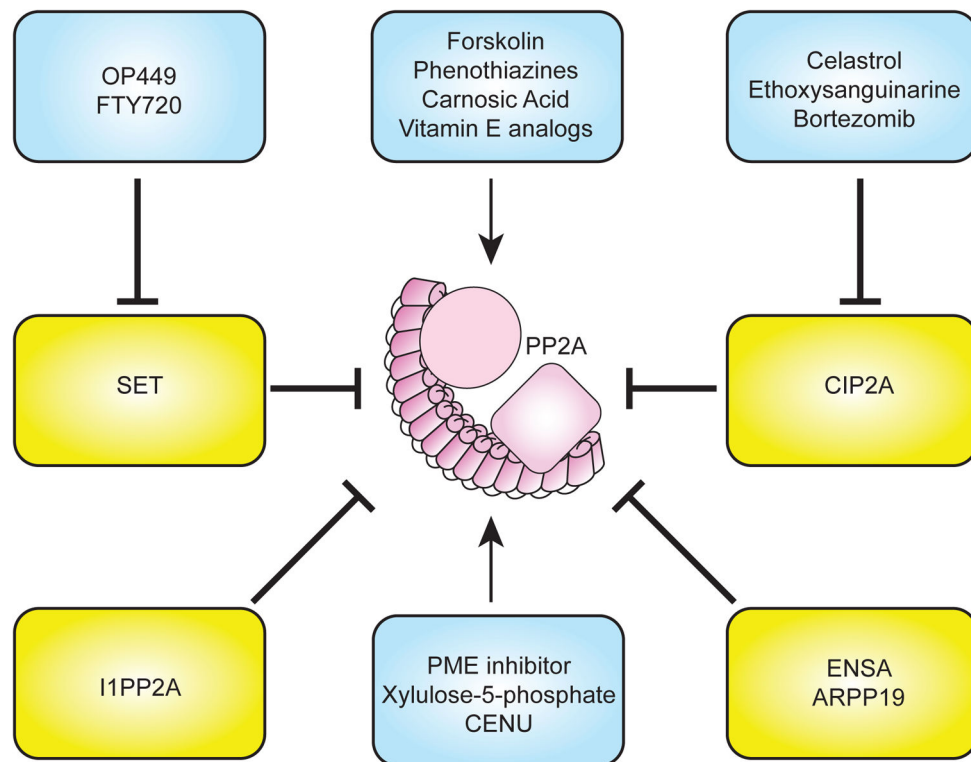 OP449
FTY720
Forskolin
Phenothiazines
Carnosic Acid
Vitamin E analogs
Celastrol
Ethoxysanguinarine
Bortezomib
SET
PP2A
CIP2A
I1PP2A
PME inhibitor
Xylulose-5-phosphate
CENU
ENSA
ARPP19